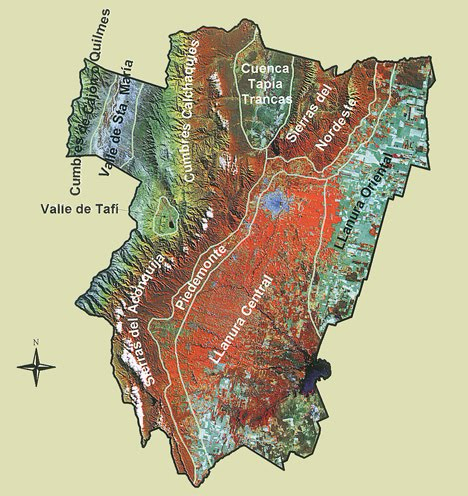 Cumbres de Cajón o Quilmes
Valle de Sta. María
Cumbres Calchaquíes
Cuenca
Tapia
Trancas
Sierras del
Nordeste
LLanura Oriental
Valle de Tafí
Sierras del Aconquija
Piedemonte
LLanura Central
N